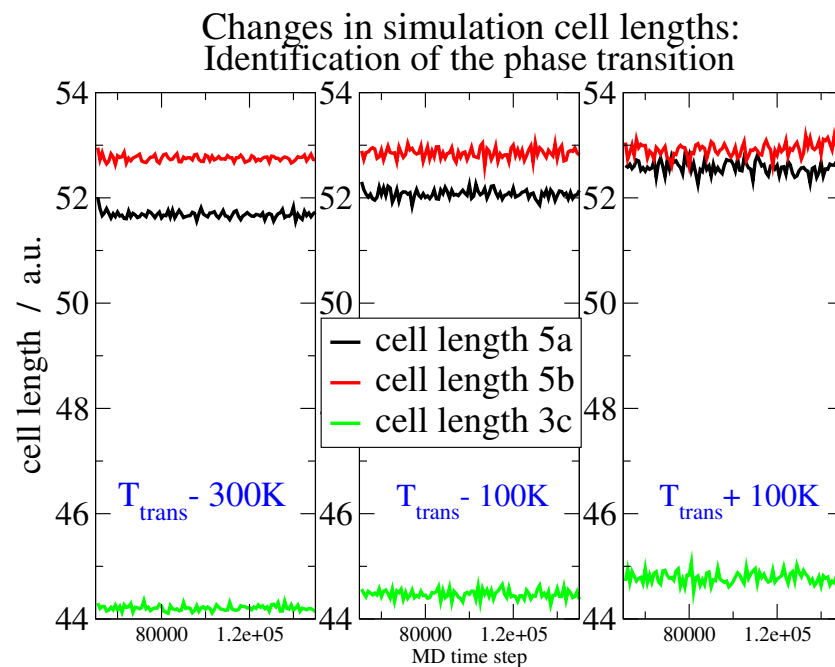 Changes in simulation cell lengths:
Identification of the phase transition
cell length / a.u.
54
52
50
48
46
44
54
52
50
46
44
54
52
50
48
46
44
cell length 5a
cell length 5b
cell length 3c
T_trans - 300K
T_trans - 100K
T_trans + 100K
80000 1.2e+05
80000 1.2e+05
80000 1.2e+05
MD time step